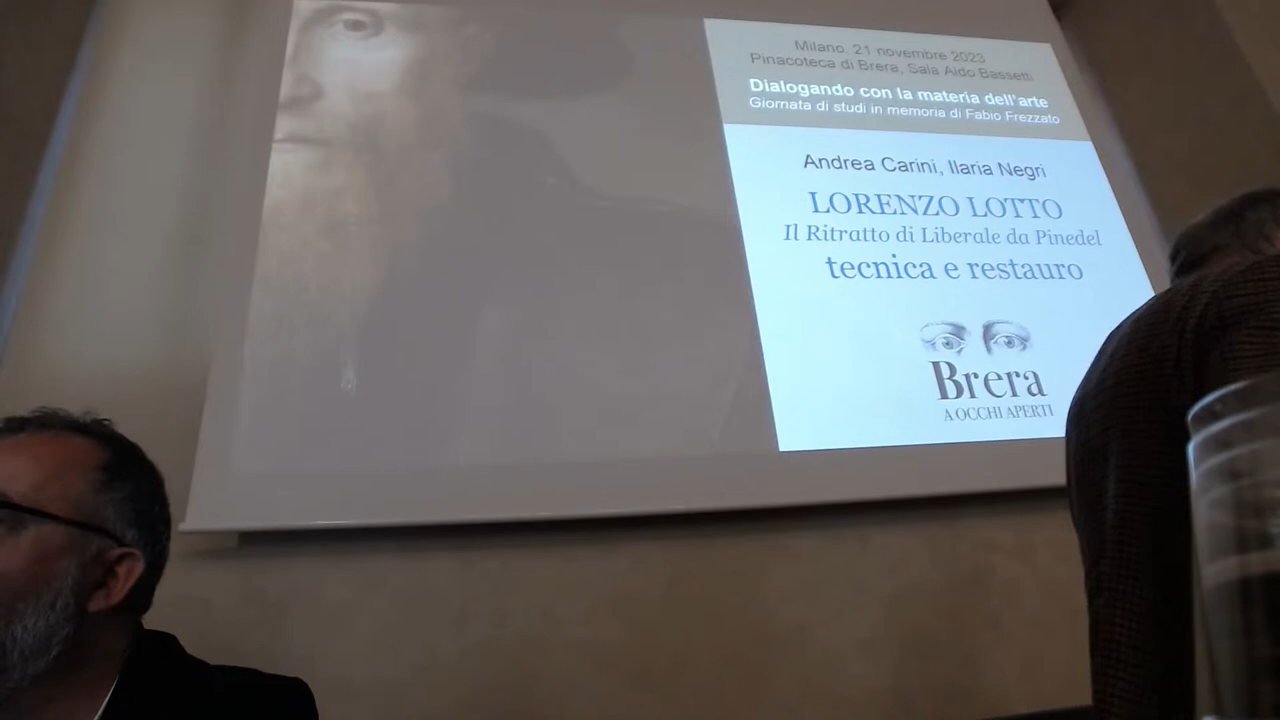 Milano, 21 novembre 2023
Pinacoteca di Brera, Sala Aldo Bassetti
Dialogando con la materia dell'arte
Giornata di studi in memoria di Fabio Frezzato
Andrea Carini, Ilaria Negri
LORENZO LOTTO
Il Ritratto di Liberale da Pinedel
tecnica e restauro
Brera
A OCCHI APERTI